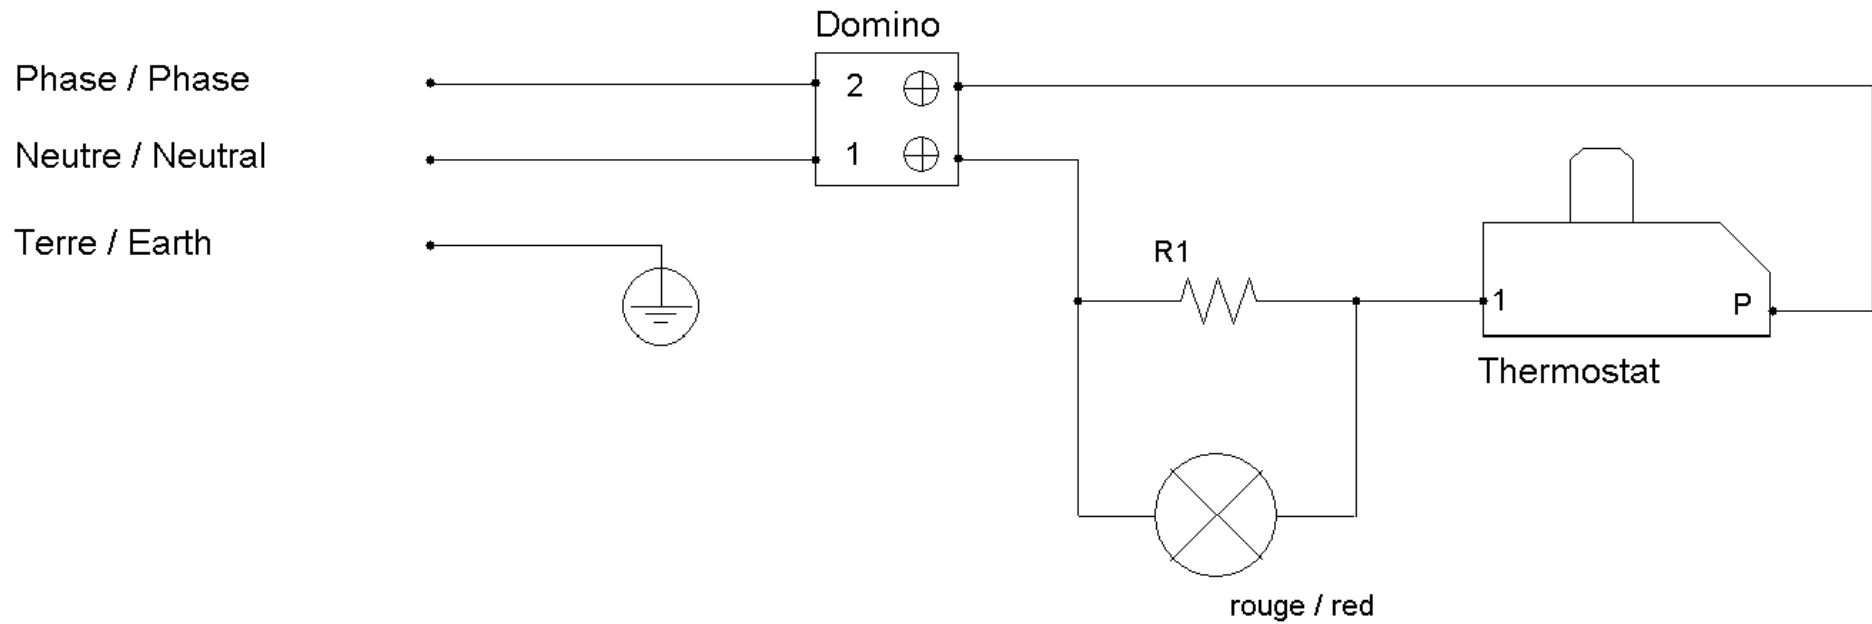 Domino
Phase / Phase
2
Neutre / Neutral
1
Terre / Earth
R1
1
P
Thermostat
rouge / red